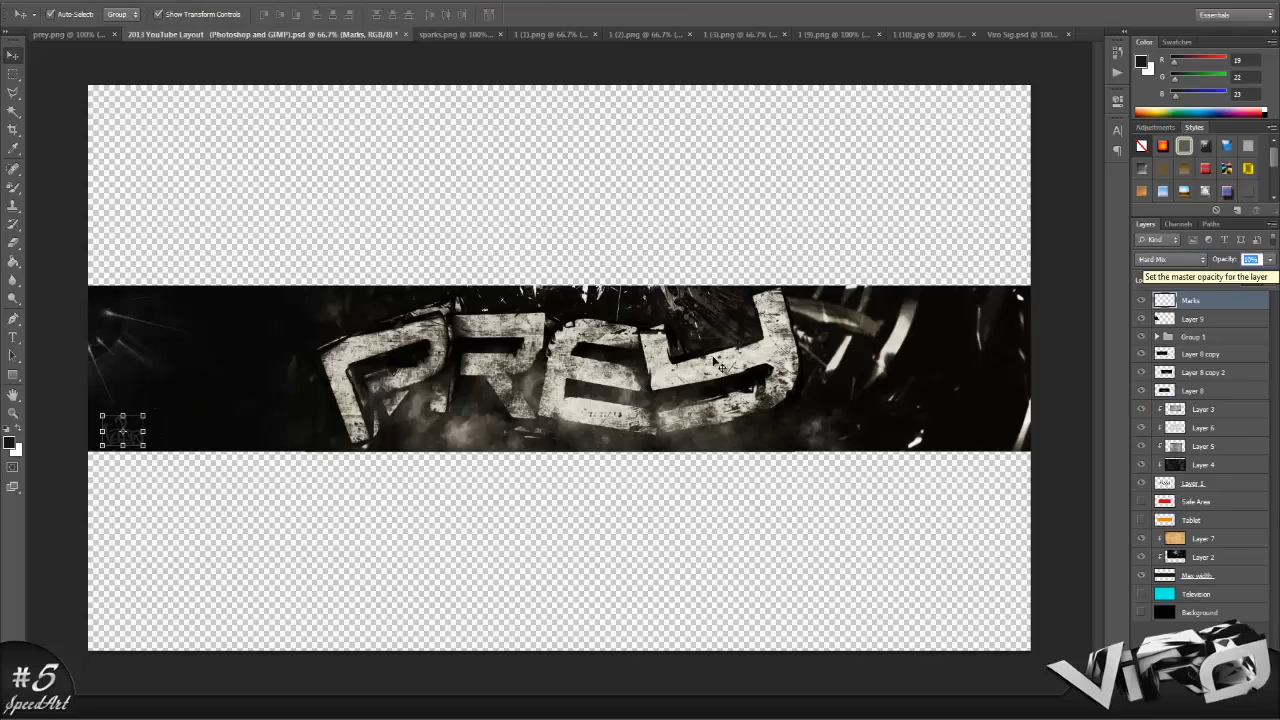 Auto-Select: Group Show Transform Controls Essentials
prey.png @ 100% (... × 2013 YouTube Layout (Photoshop and GIMP).psd @ 66.7% (Marks, RGB/8) * × sparks.png @ 100%... × 1 (1).png @ 66.7% (... × 1 (2).png @ 66.7% (... × 1 (3).png @ 66.7% (... × 1 (9).png @ 100% (... × 1 (10).jpg @ 100% (... × Viro Sig.psd @ 100... ×
Color Swatches
R 19
G 22
B 23
Adjustments Styles
Layers Channels Paths
Kind
Hard Mix Opacity: 10%
Set the master opacity for the layer
Marks
Layer 9
Group 1
Layer 8 copy
Layer 8 copy 2
Layer 8
Layer 3
Layer 6
Layer 5
Layer 4
Layer 1
Safe Area
Tablet
Layer 7
Layer 2
Max width
Television
Background
PREY
#5
SpeedArt
ViRO